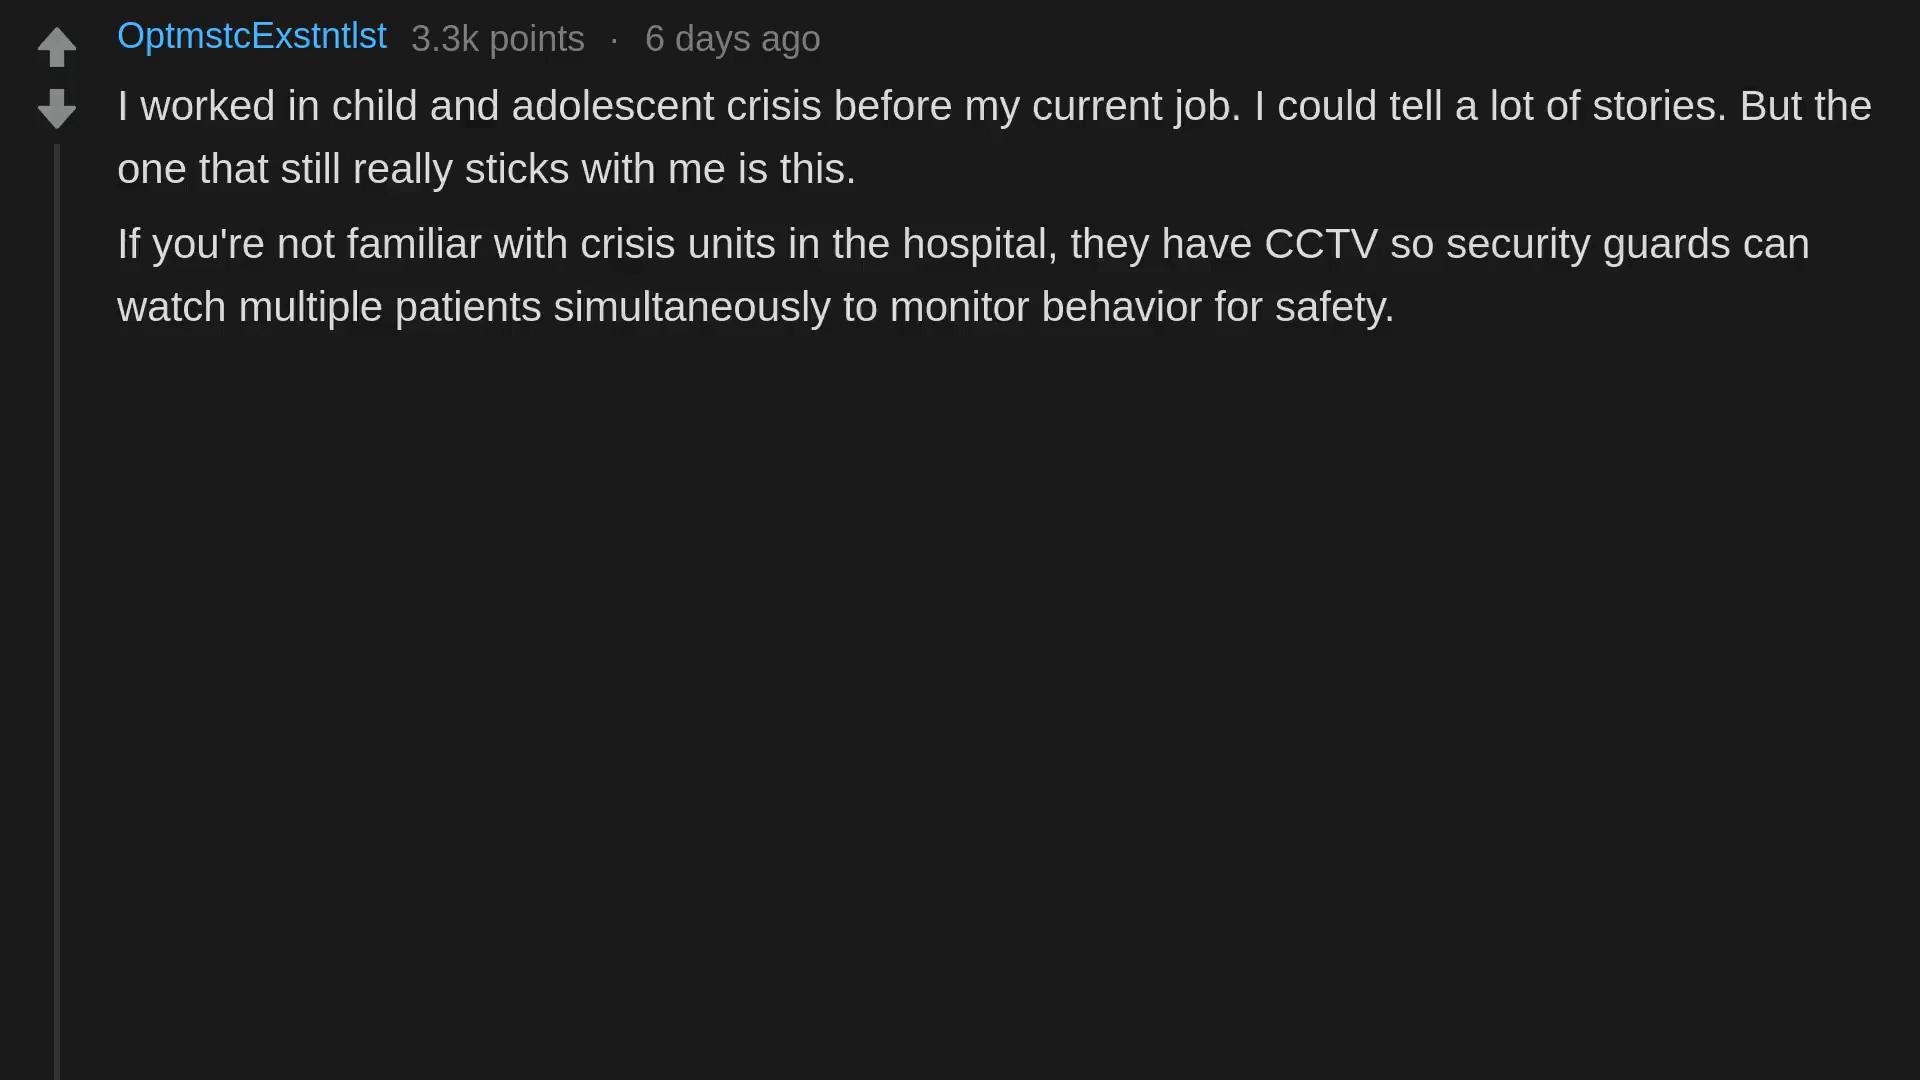 OptmstcExstntlst 3.3k points · 6 days ago
I worked in child and adolescent crisis before my current job. I could tell a lot of stories. But the
one that still really sticks with me is this.
If you're not familiar with crisis units in the hospital, they have CCTV so security guards can
watch multiple patients simultaneously to monitor behavior for safety.